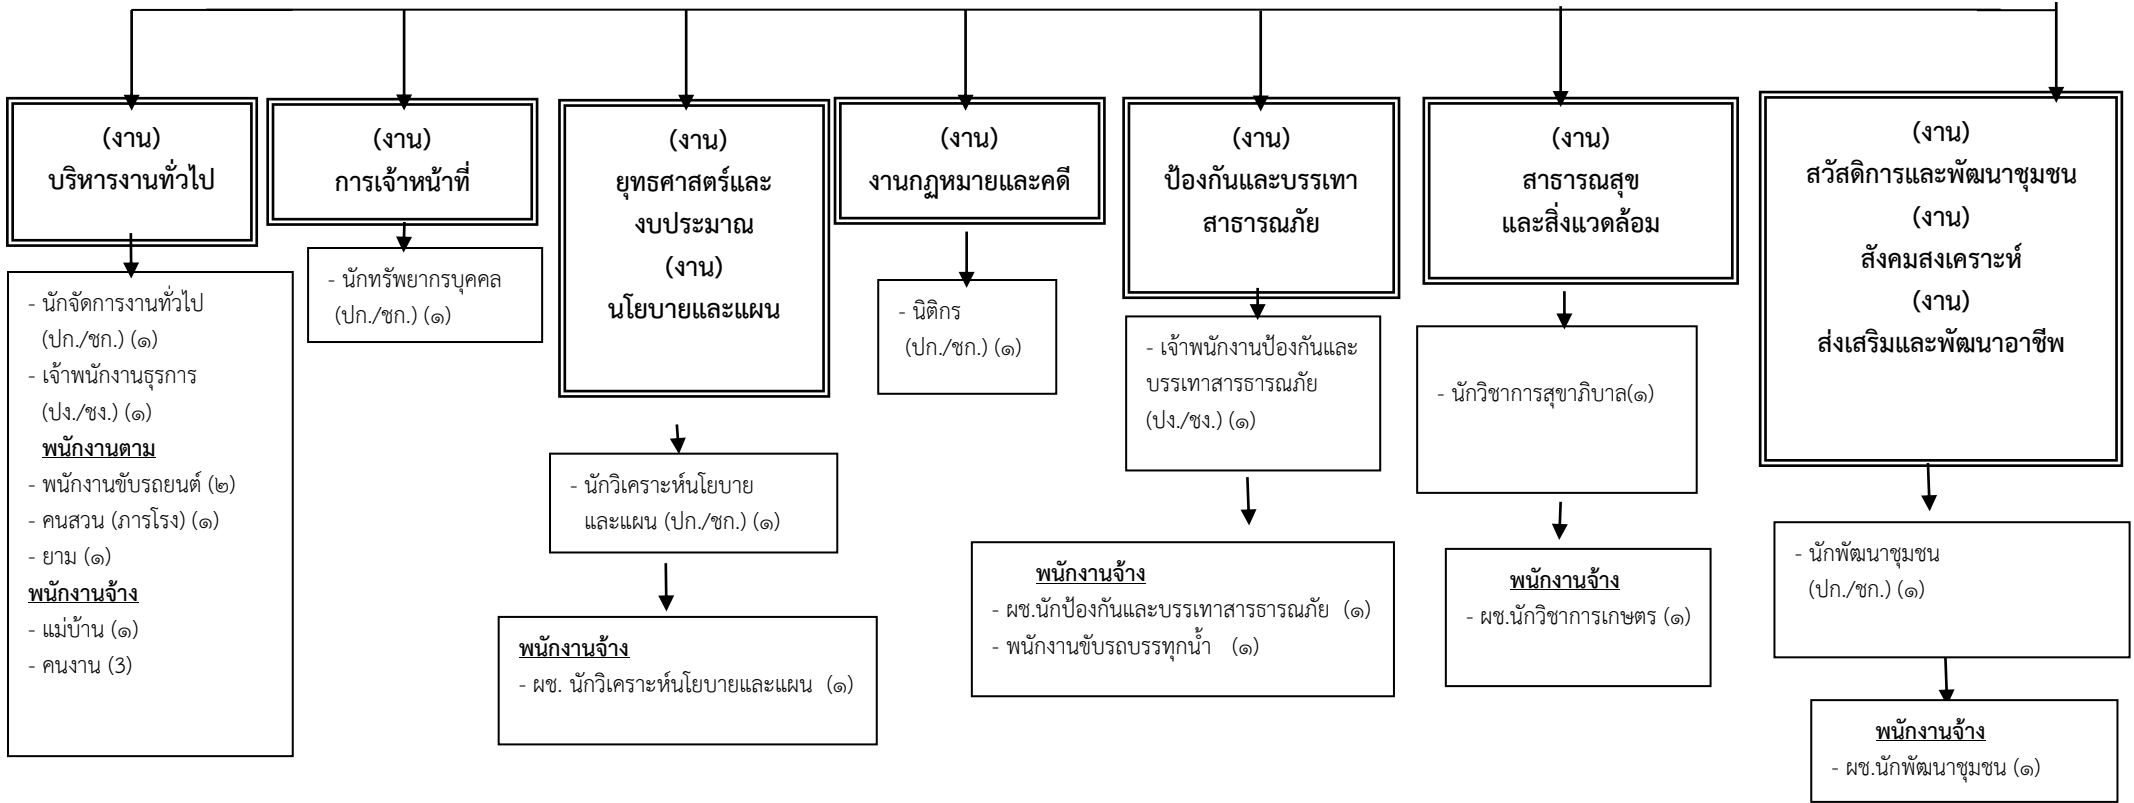 (งาน)
บริหารงานทั่วไป
- นักจัดการงานทั่วไป
(ปก./ชก.) (๑)
- เจ้าพนักงานธุรการ
(ปง./ชง.) (๑)
พนักงานตาม
- พนักงานขับรถยนต์ (๒)
- คนสวน (ภารโรง) (๑)
- ยาม (๑)
พนักงานจ้าง
- แม่บ้าน (๑)
- คนงาน (3)
(งาน)
การเจ้าหน้าที่
- นักทรัพยากรบุคคล
(ปก./ชก.) (๑)
(งาน)
ยุทธศาสตร์และ
งบประมาณ
(งาน)
นโยบายและแผน
- นักวิเคราะห์นโยบาย
และแผน (ปก./ชก.) (๑)
พนักงานจ้าง
- ผช. นักวิเคราะห์นโยบายและแผน (๑)
(งาน)
งานกฎหมายและคดี
- นิติกร
(ปก./ชก.) (๑)
(งาน)
ป้องกันและบรรเทา
สาธารณภัย
- เจ้าพนักงานป้องกันและ
บรรเทาสารธารณภัย
(ปง./ชง.) (๑)
พนักงานจ้าง
- ผช.นักป้องกันและบรรเทาสารธารณภัย (๑)
- พนักงานขับรถบรรทุกน้ำ (๑)
(งาน)
สาธารณสุข
และสิ่งแวดล้อม
- นักวิชาการสุขาภิบาล(๑)
พนักงานจ้าง
- ผช.นักวิชาการเกษตร (๑)
(งาน)
สวัสดิการและพัฒนาชุมชน
(งาน)
สังคมสงเคราะห์
(งาน)
ส่งเสริมและพัฒนาอาชีพ
- นักพัฒนาชุมชน
(ปก./ชก.) (๑)
พนักงานจ้าง
- ผช.นักพัฒนาชุมชน (๑)